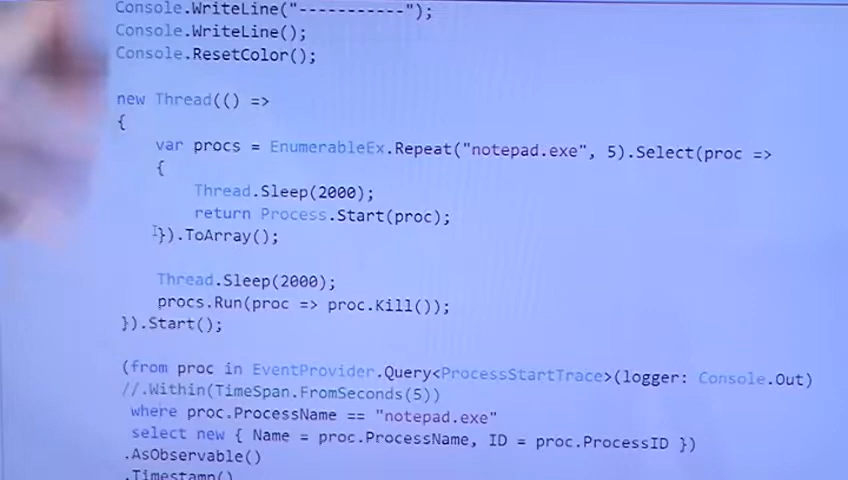 Console.WriteLine("-----------");
Console.WriteLine();
Console.ResetColor();
new Thread(() =>
{
var procs = EnumerableEx.Repeat("notepad.exe", 5).Select(proc =>
{
Thread.Sleep(2000);
return Process.Start(proc);
}).ToArray();
Thread.Sleep(2000);
procs.Run(proc => proc.Kill());
}).Start();
(from proc in EventProvider.Query<ProcessStartTrace>(logger: Console.Out)
//.Within(TimeSpan.FromSeconds(5))
where proc.ProcessName == "notepad.exe"
select new { Name = proc.ProcessName, ID = proc.ProcessID })
.AsObservable()
.Timestamp()